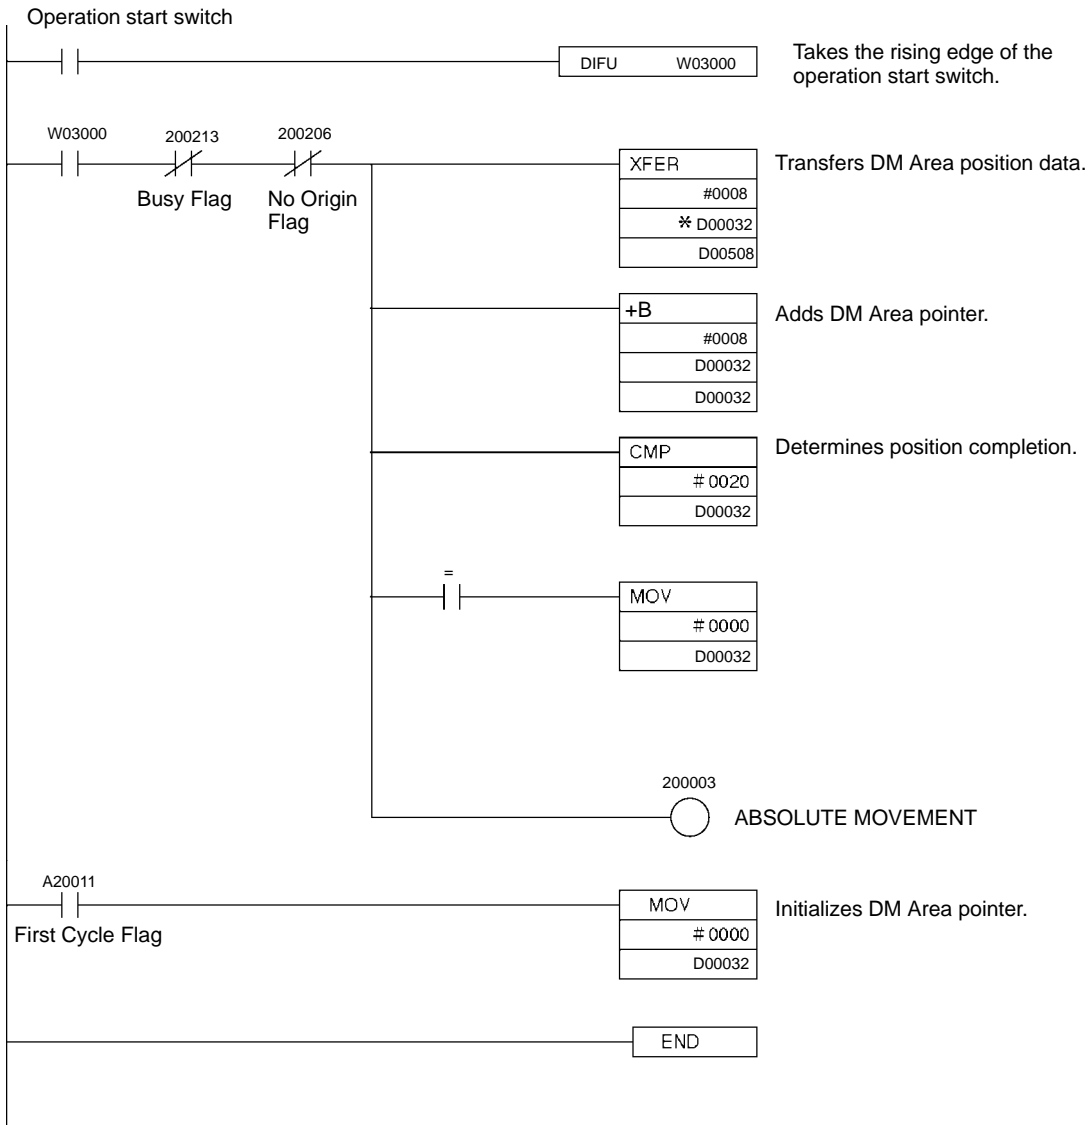 Operation start switch
DIFU W03000
Takes the rising edge of the
operation start switch.
W03000
200213
200206
Busy Flag
No Origin
Flag
XFER
#0008
* D00032
D00508
Transfers DM Area position data.
+B
#0008
D00032
D00032
Adds DM Area pointer.
CMP
# 0020
D00032
Determines position completion.
=
MOV
# 0000
D00032
200003
ABSOLUTE MOVEMENT
A20011
First Cycle Flag
MOV
# 0000
D00032
Initializes DM Area pointer.
END